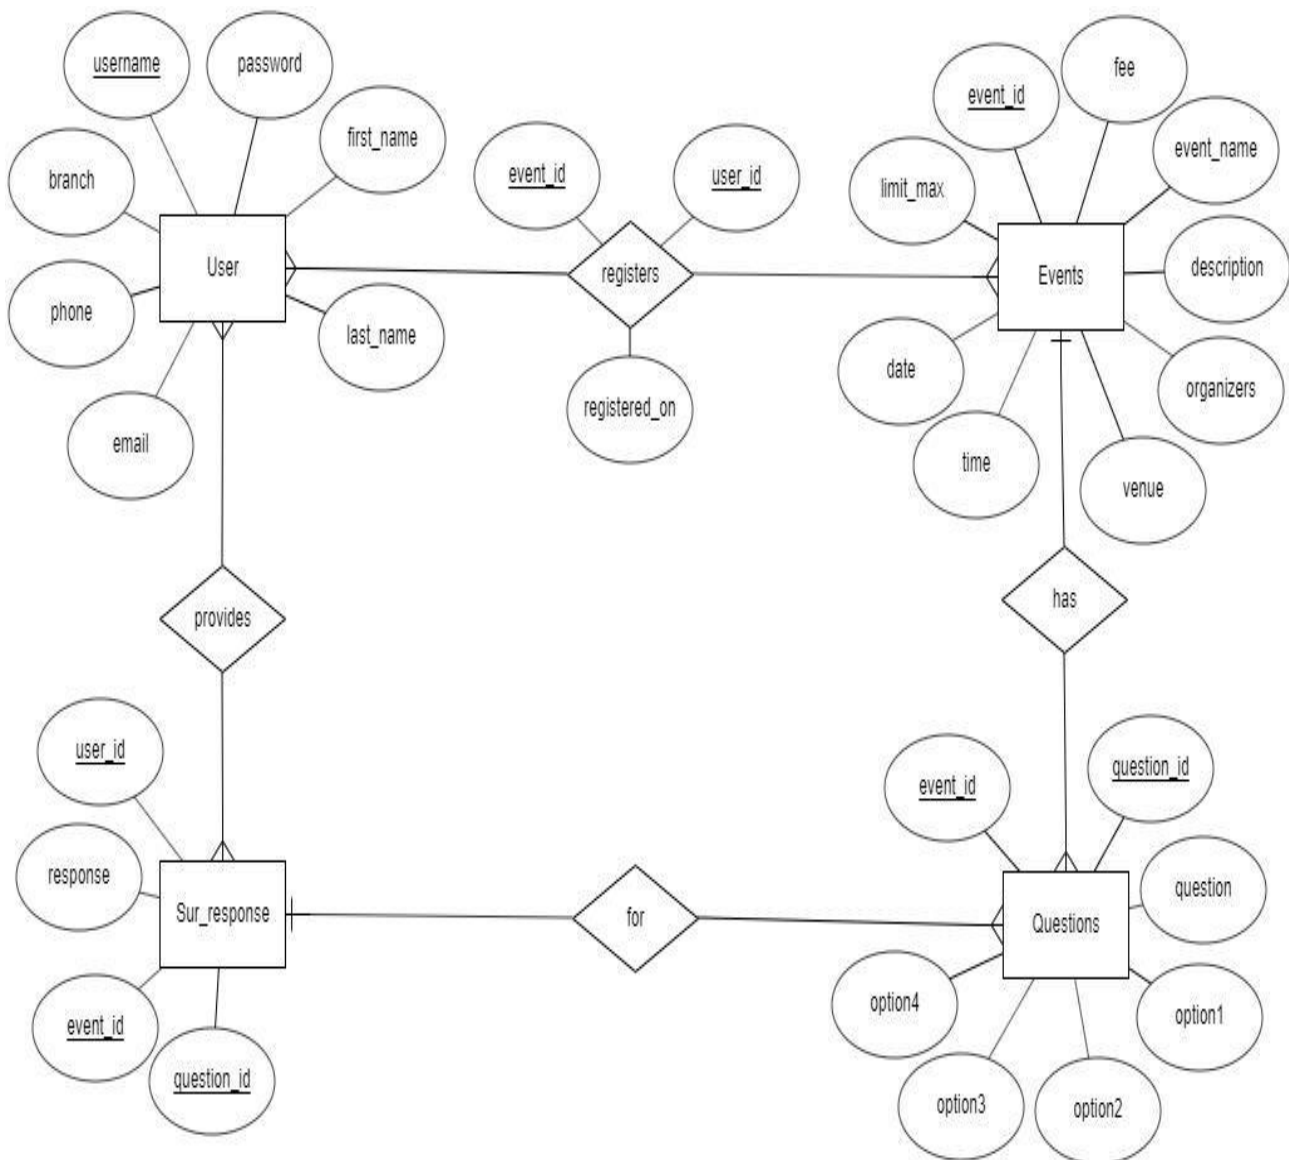 username
password
first_name
branch
User
phone
last_name
email
event_id
user_id
registers
registered_on
event_id
fee
event_name
limit_max
Events
description
date
organizers
time
venue
provides
has
user_id
response
Sur_response
event_id
question_id
for
event_id
question_id
question
Questions
option4
option1
option3
option2